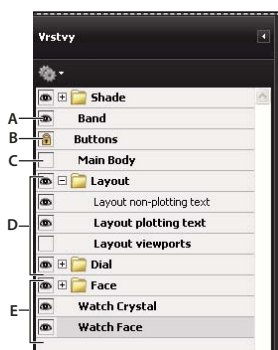 Vrstvy
Shade
A Band
B Buttons
C Main Body
Layout
Layout non-plotting text
D Layout plotting text
Layout viewports
Dial
Face
E Watch Crystal
Watch Face